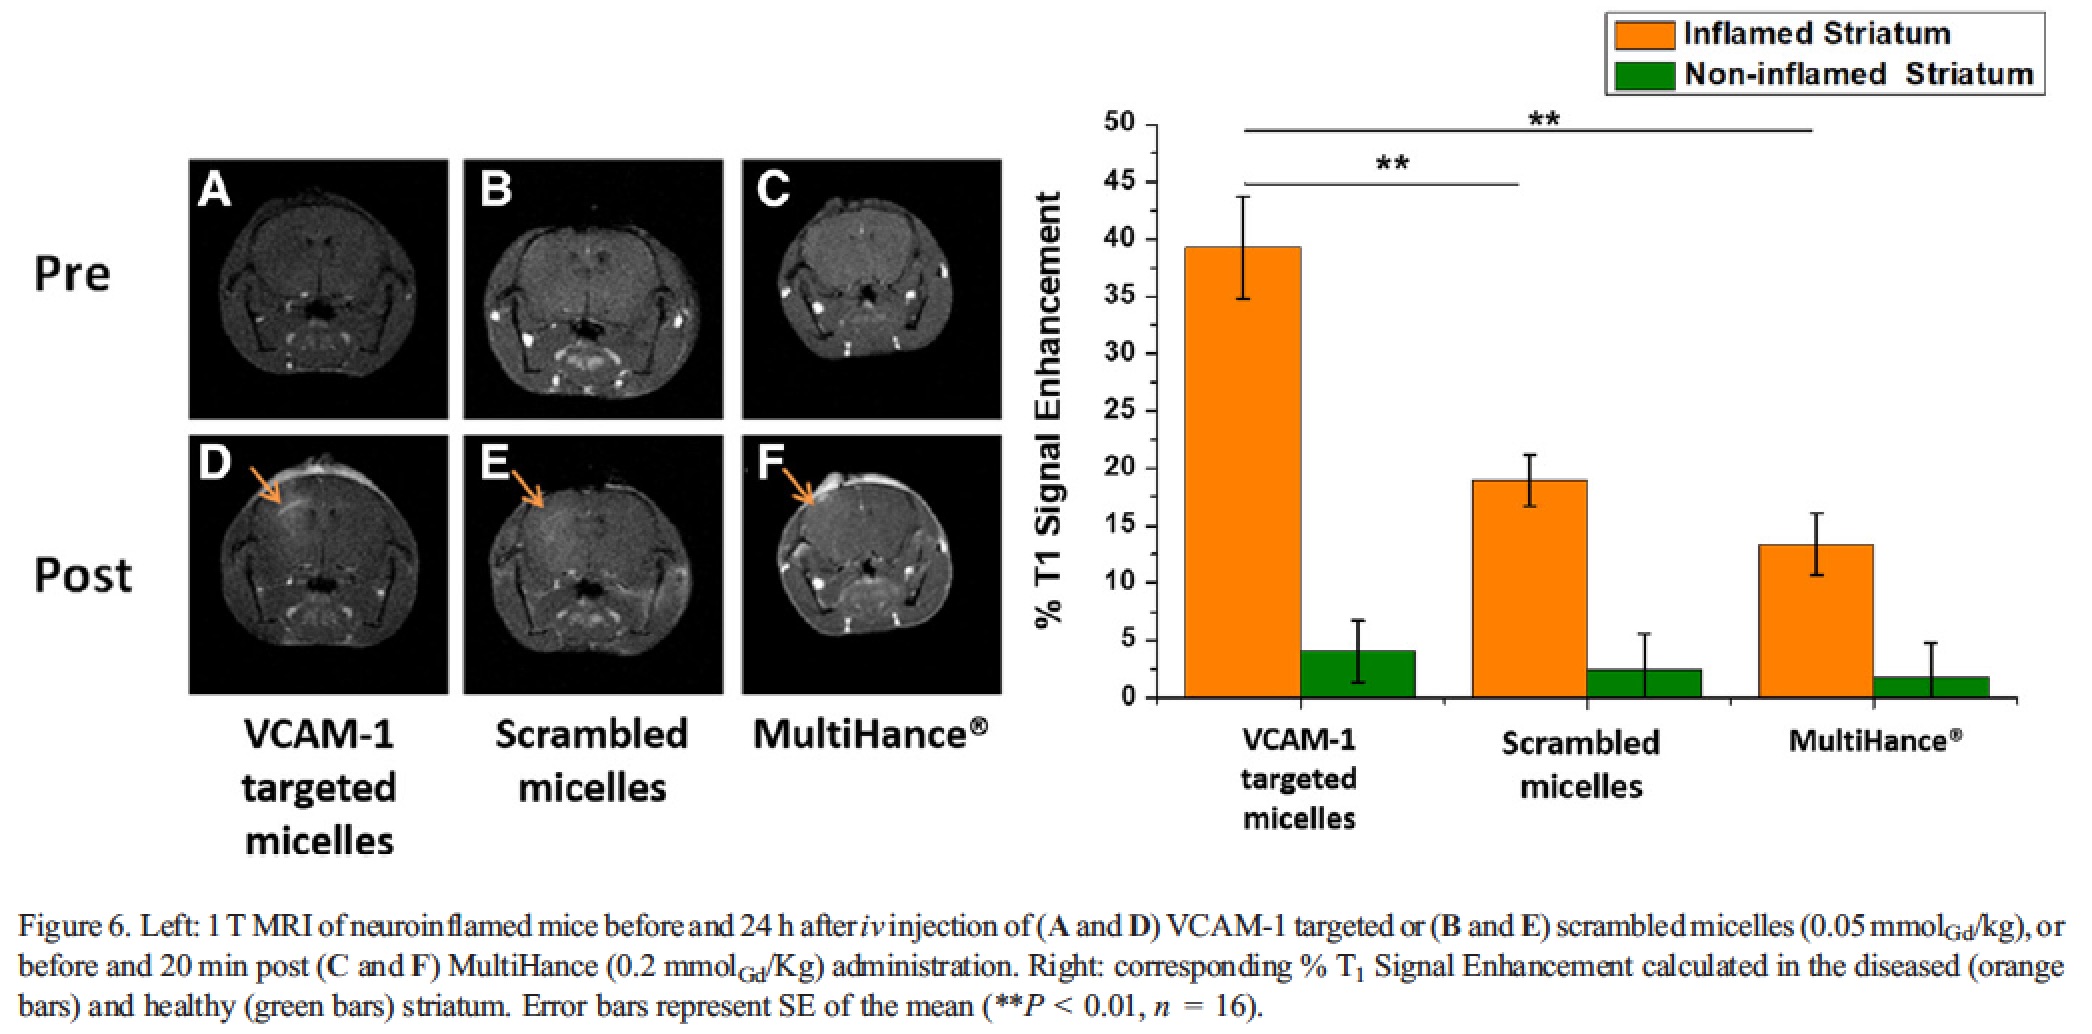 Inflamed Striatum
Non-inflamed Striatum
Pre
Post
A
B
C
D
E
F
VCAM-1
targeted
micelles
Scrambled
micelles
MultiHance®
% T1 Signal Enhancement
50
45
40
35
30
25
20
15
10
5
0
**
**
VCAM-1
targeted
micelles
Scrambled
micelles
MultiHance®
Figure 6. Left: 1 T MRI of neuroinflamed mice before and 24 h after iv injection of (A and D) VCAM-1 targeted or (B and E) scrambled micelles (0.05 mmolGd/kg), or
before and 20 min post (C and F) MultiHance (0.2 mmolGd/Kg) administration. Right: corresponding % T1 Signal Enhancement calculated in the diseased (orange
bars) and healthy (green bars) striatum. Error bars represent SE of the mean (**P < 0.01, n = 16).